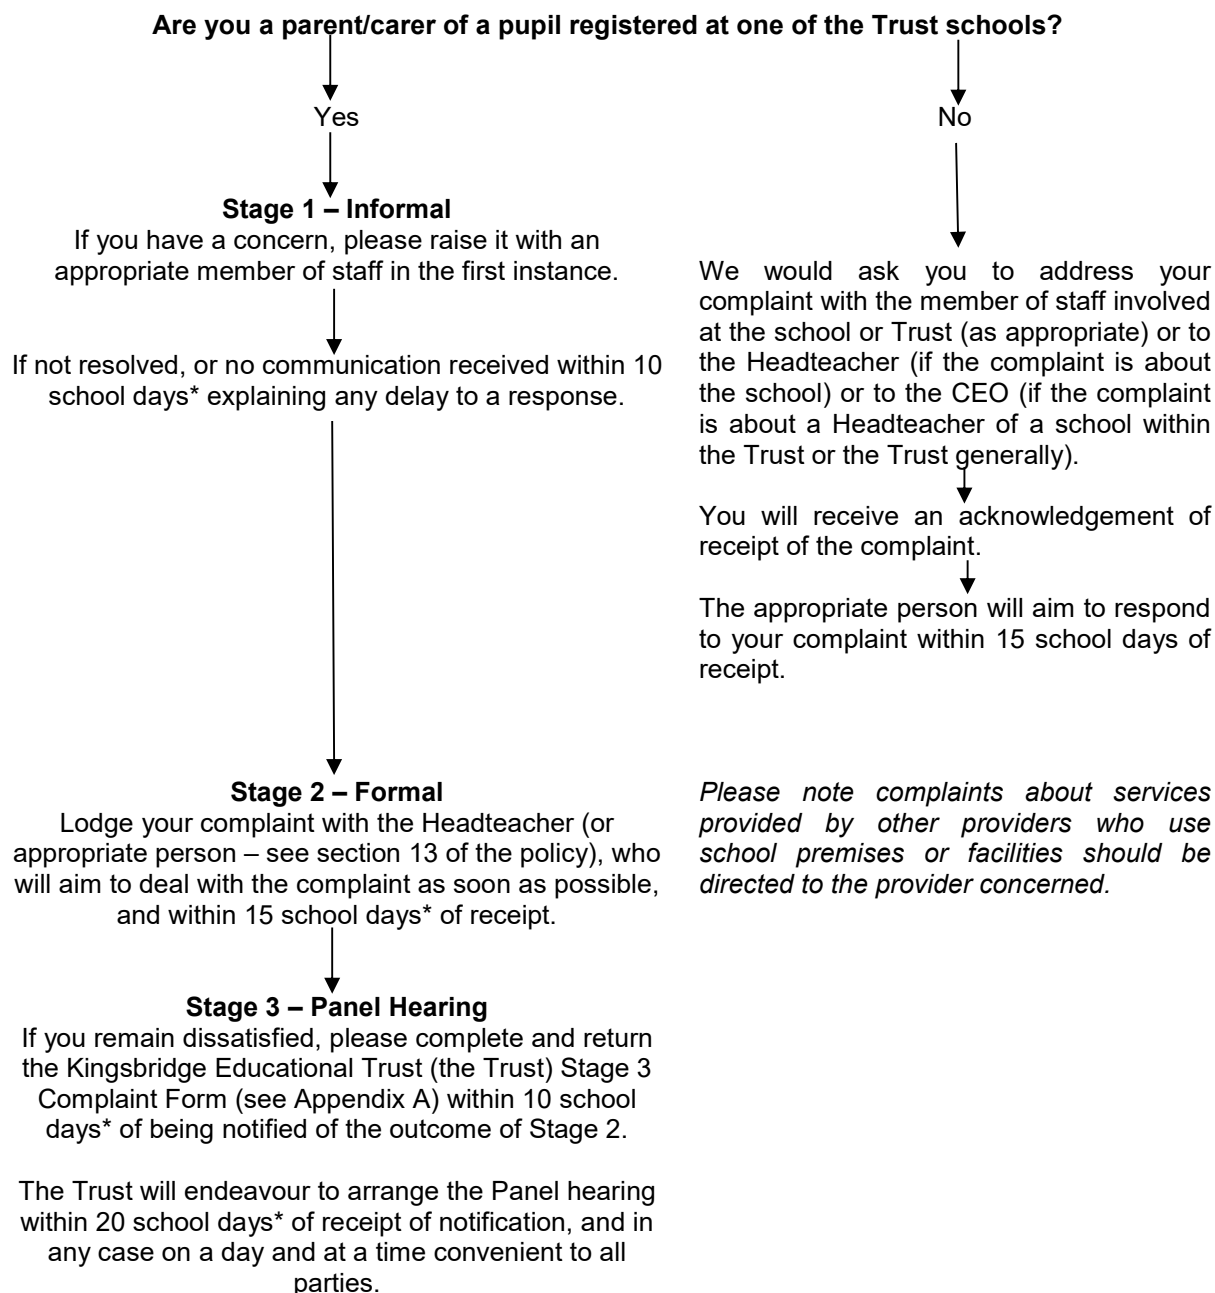 Are you a parent/carer of a pupil registered at one of the Trust schools?
Yes
Stage 1 – Informal
If you have a concern, please raise it with an
appropriate member of staff in the first instance.
If not resolved, or no communication received within 10
school days* explaining any delay to a response.
Stage 2 – Formal
Lodge your complaint with the Headteacher (or
appropriate person – see section 13 of the policy), who
will aim to deal with the complaint as soon as possible,
and within 15 school days* of receipt.
Stage 3 – Panel Hearing
If you remain dissatisfied, please complete and return
the Kingsbridge Educational Trust (the Trust) Stage 3
Complaint Form (see Appendix A) within 10 school
days* of being notified of the outcome of Stage 2.
The Trust will endeavour to arrange the Panel hearing
within 20 school days* of receipt of notification, and in
any case on a day and at a time convenient to all
parties.
No
We would ask you to address your
complaint with the member of staff involved
at the school or Trust (as appropriate) or to
the Headteacher (if the complaint is about
the school) or to the CEO (if the complaint
is about a Headteacher of a school within
the Trust or the Trust generally).
You will receive an acknowledgement of
receipt of the complaint.
The appropriate person will aim to respond
to your complaint within 15 school days of
receipt.
Please note complaints about services
provided by other providers who use
school premises or facilities should be
directed to the provider concerned.